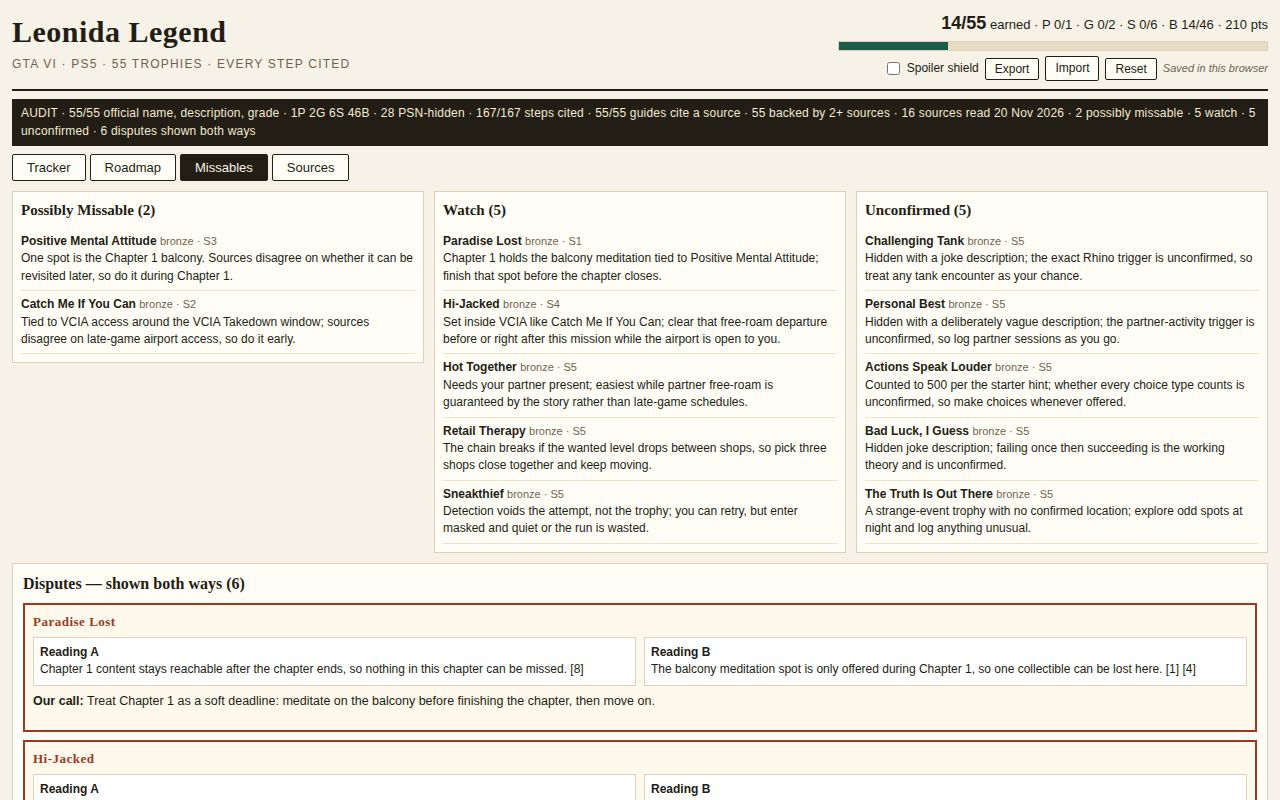 Leonida Legend
GTA VI · PS5 · 55 TROPHIES · EVERY STEP CITED
14/55 earned · P 0/1 · G 0/2 · S 0/6 · B 14/46 · 210 pts
Spoiler shield Export Import Reset Saved in this browser
AUDIT · 55/55 official name, description, grade · 1P 2G 6S 46B · 28 PSN-hidden · 167/167 steps cited · 55/55 guides cite a source · 55 backed by 2+ sources · 16 sources read 20 Nov 2026 · 2 possibly missable · 5 watch · 5
unconfirmed · 6 disputes shown both ways
Tracker Roadmap Missables Sources
Possibly Missable (2)
Positive Mental Attitude bronze · S3
One spot is the Chapter 1 balcony. Sources disagree on whether it can be
revisited later, so do it during Chapter 1.
Catch Me If You Can bronze · S2
Tied to VCIA access around the VCIA Takedown window; sources
disagree on late-game airport access, so do it early.
Watch (5)
Paradise Lost bronze · S1
Chapter 1 holds the balcony meditation tied to Positive Mental Attitude;
finish that spot before the chapter closes.
Hi-Jacked bronze · S4
Set inside VCIA like Catch Me If You Can; clear that free-roam departure
before or right after this mission while the airport is open to you.
Hot Together bronze · S5
Needs your partner present; easiest while partner free-roam is
guaranteed by the story rather than late-game schedules.
Retail Therapy bronze · S5
The chain breaks if the wanted level drops between shops, so pick three
shops close together and keep moving.
Sneakthief bronze · S5
Detection voids the attempt, not the trophy; you can retry, but enter
masked and quiet or the run is wasted.
Unconfirmed (5)
Challenging Tank bronze · S5
Hidden with a joke description; the exact Rhino trigger is unconfirmed, so
treat any tank encounter as your chance.
Personal Best bronze · S5
Hidden with a deliberately vague description; the partner-activity trigger is
unconfirmed, so log partner sessions as you go.
Actions Speak Louder bronze · S5
Counted to 500 per the starter hint; whether every choice type counts is
unconfirmed, so make choices whenever offered.
Bad Luck, I Guess bronze · S5
Hidden joke description; failing once then succeeding is the working
theory and is unconfirmed.
The Truth Is Out There bronze · S5
A strange-event trophy with no confirmed location; explore odd spots at
night and log anything unusual.
Disputes — shown both ways (6)
Paradise Lost
Reading A
Chapter 1 content stays reachable after the chapter ends, so nothing in this chapter can be missed. [8]
Reading B
The balcony meditation spot is only offered during Chapter 1, so one collectible can be lost here. [1] [4]
Our call: Treat Chapter 1 as a soft deadline: meditate on the balcony before finishing the chapter, then move on.
Hi-Jacked
Reading A
Reading B